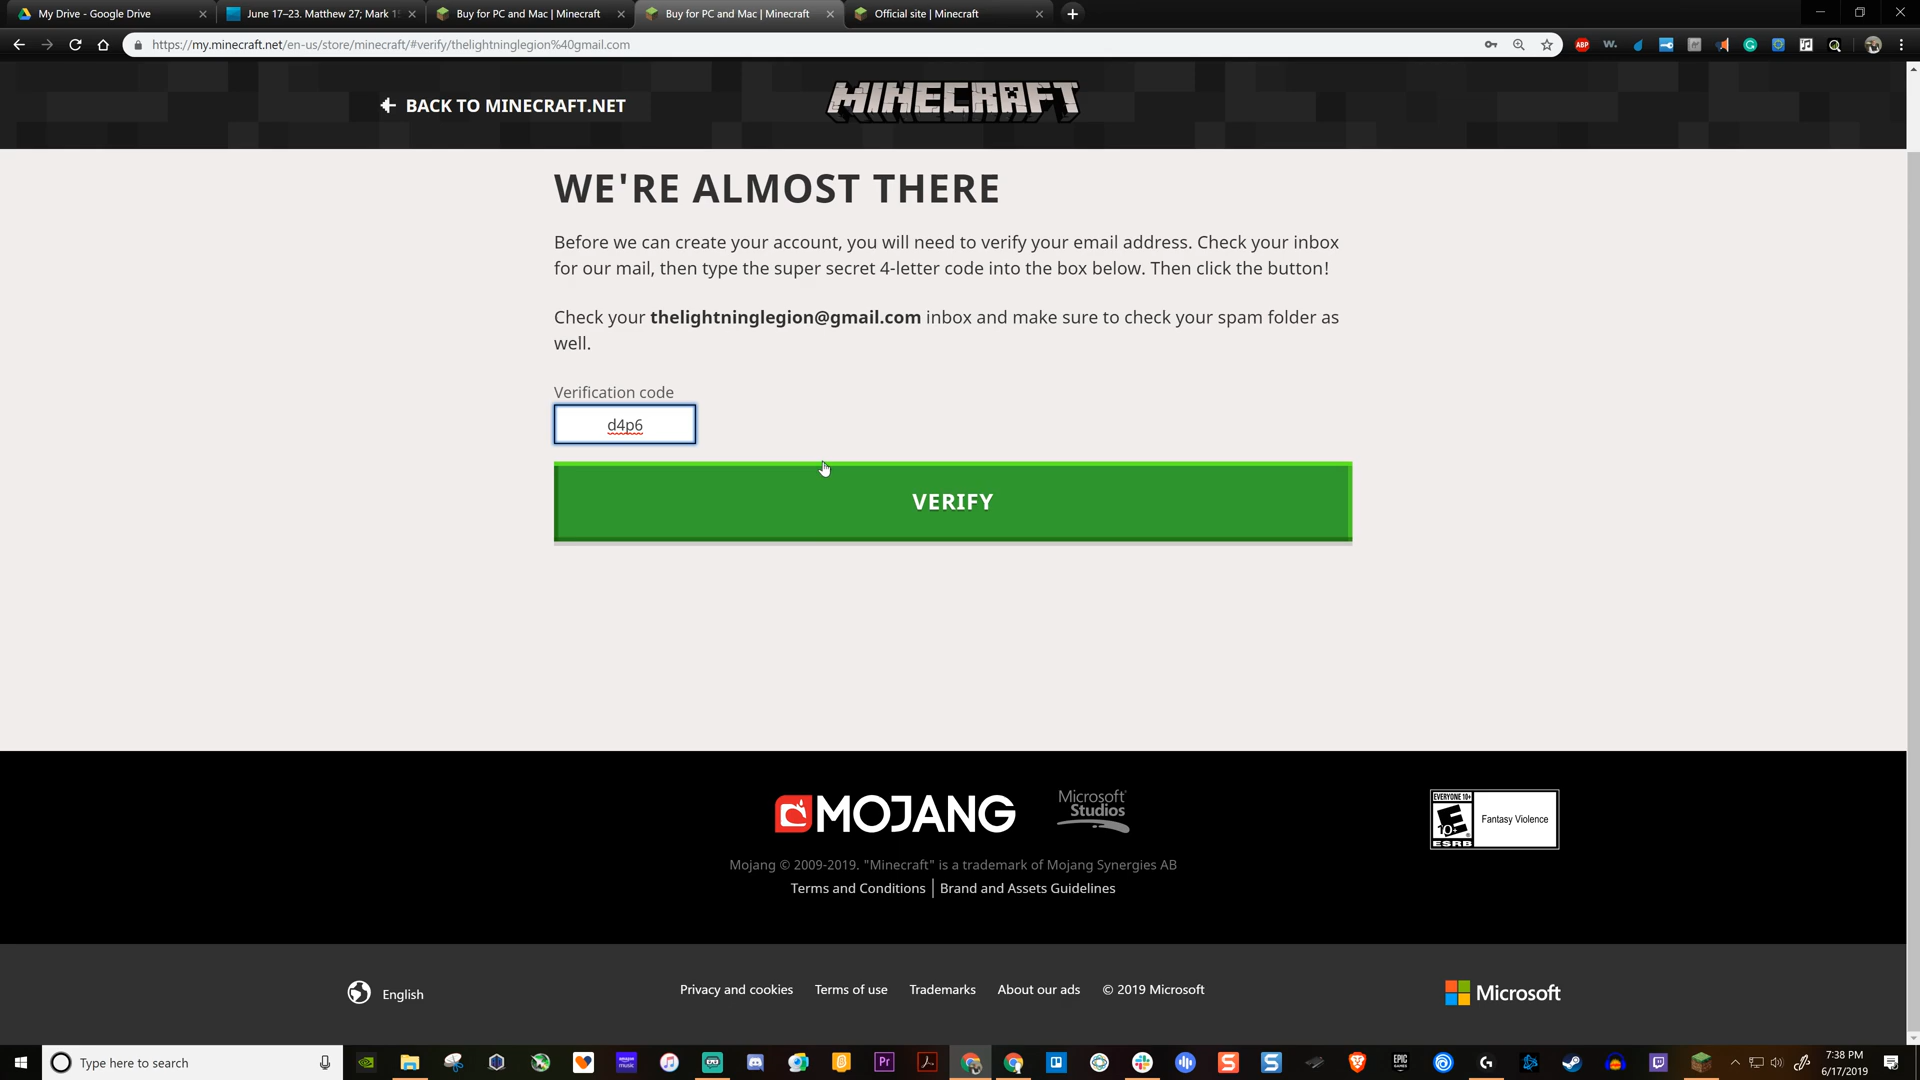 My Drive - Google Drive
June 17–23. Matthew 27; Mark 1
Buy for PC and Mac | Minecraft
Buy for PC and Mac | Minecraft
Official site | Minecraft
https://my.minecraft.net/en-us/store/minecraft/#verify/thelightninglegion%40gmail.com
ABP
BACK TO MINECRAFT.NET
MINECRAFT
WE'RE ALMOST THERE
Before we can create your account, you will need to verify your email address. Check your inbox
for our mail, then type the super secret 4-letter code into the box below. Then click the button!
Check your thelightninglegion@gmail.com inbox and make sure to check your spam folder as
well.
Verification code
d4p6
VERIFY
MOJANG
Microsoft
Studios
EVERYONE 10+
E
10+
ESRB
Fantasy Violence
Mojang © 2009-2019. "Minecraft" is a trademark of Mojang Synergies AB
Terms and Conditions
Brand and Assets Guidelines
English
Privacy and cookies
Terms of use
Trademarks
About our ads
© 2019 Microsoft
Microsoft
Type here to search
7:38 PM
6/17/2019